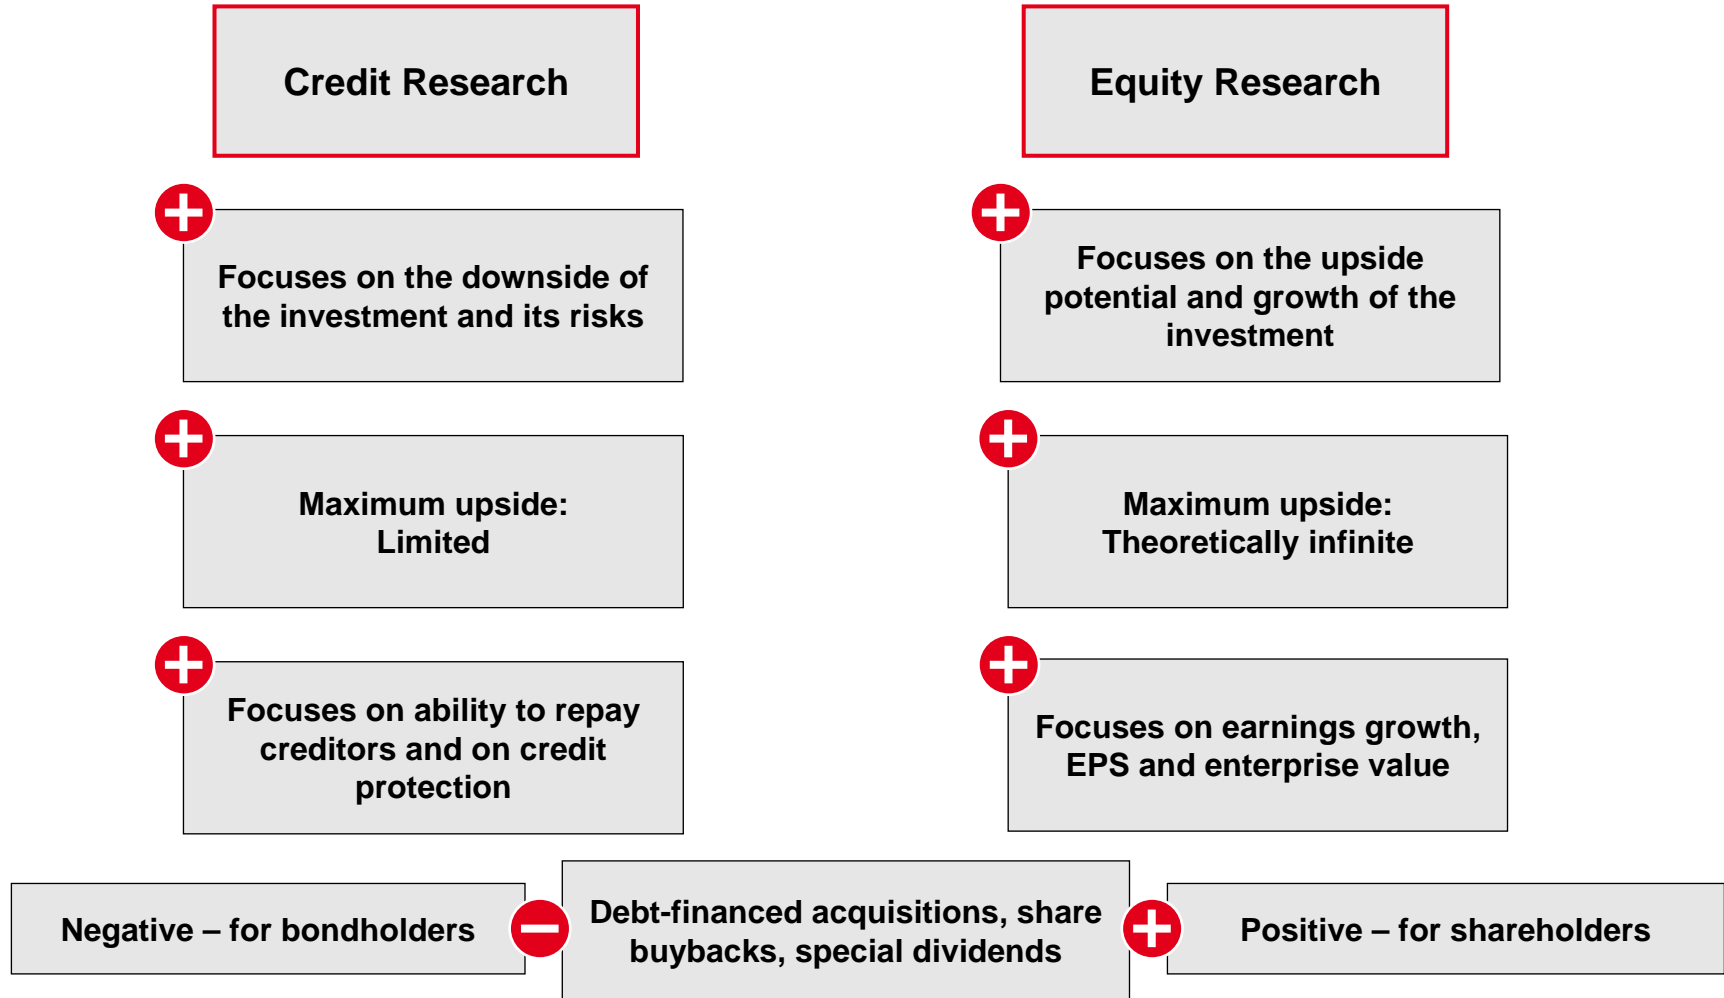 Credit Research
Equity Research
Focuses on the downside of
the investment and its risks
Focuses on the upside
potential and growth of the
investment
Maximum upside:
Limited
Maximum upside:
Theoretically infinite
Focuses on ability to repay
creditors and on credit
protection
Focuses on earnings growth,
EPS and enterprise value
Negative – for bondholders
Debt-financed acquisitions, share
buybacks, special dividends
Positive – for shareholders